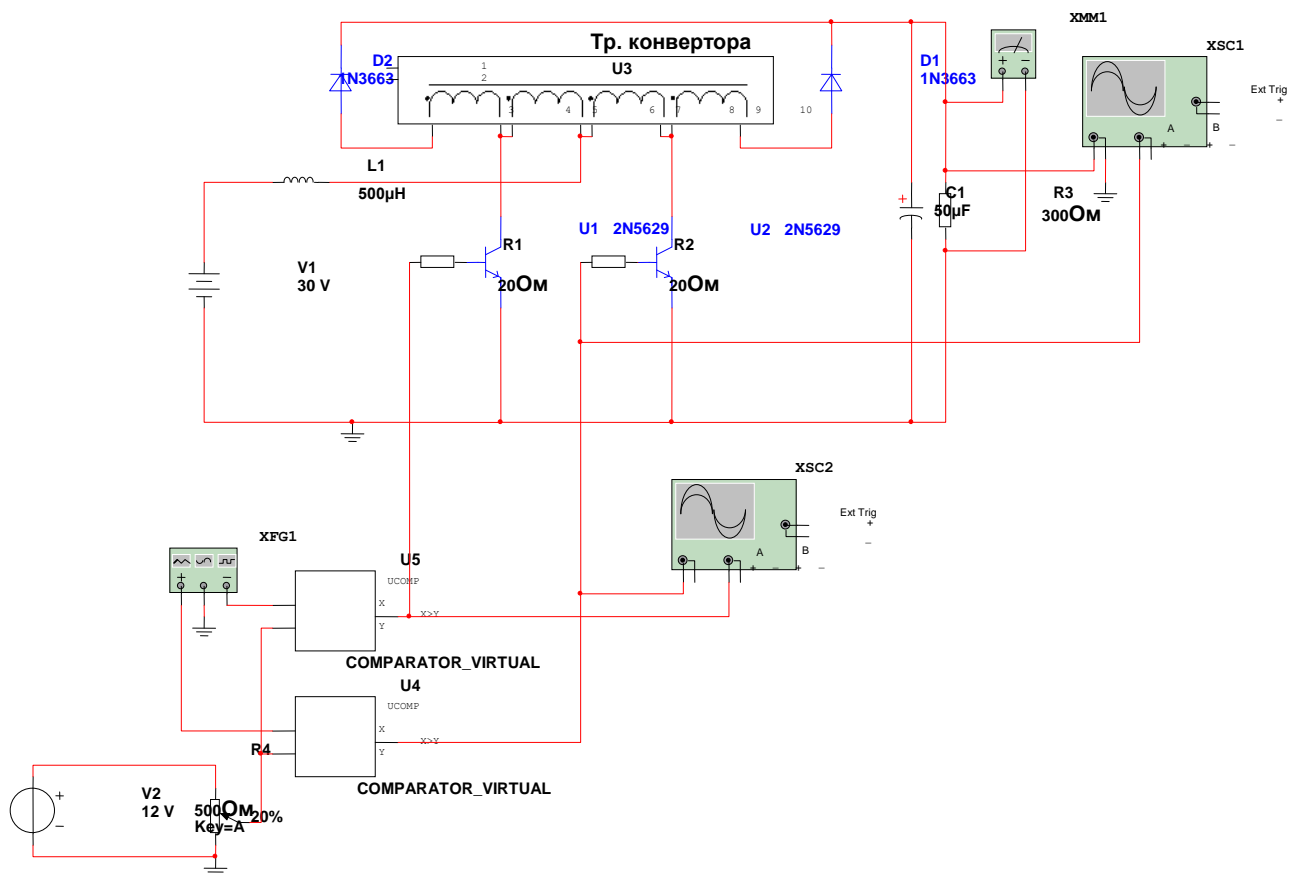 XMM1
XSC1
Тр. конвертора
D2
1N3663
1
2
U3
D1
1N3663
Ext Trig
+
−
3
4
5
6
7
8
9
10
A
B
+ − + −
L1
500µH
+
C1
50µF
R3
300Ом
U1 2N5629
U2 2N5629
R1
R2
V1
30 V
20Ом
20Ом
XSC2
Ext Trig
+
−
A
B
+ − + −
XFG1
+ −
U5
UCOMP
X
Y
X>Y
COMPARATOR_VIRTUAL
U4
UCOMP
X
Y
X>Y
R4
COMPARATOR_VIRTUAL
V2
12 V
+
−
500Ом
20%
Key=A